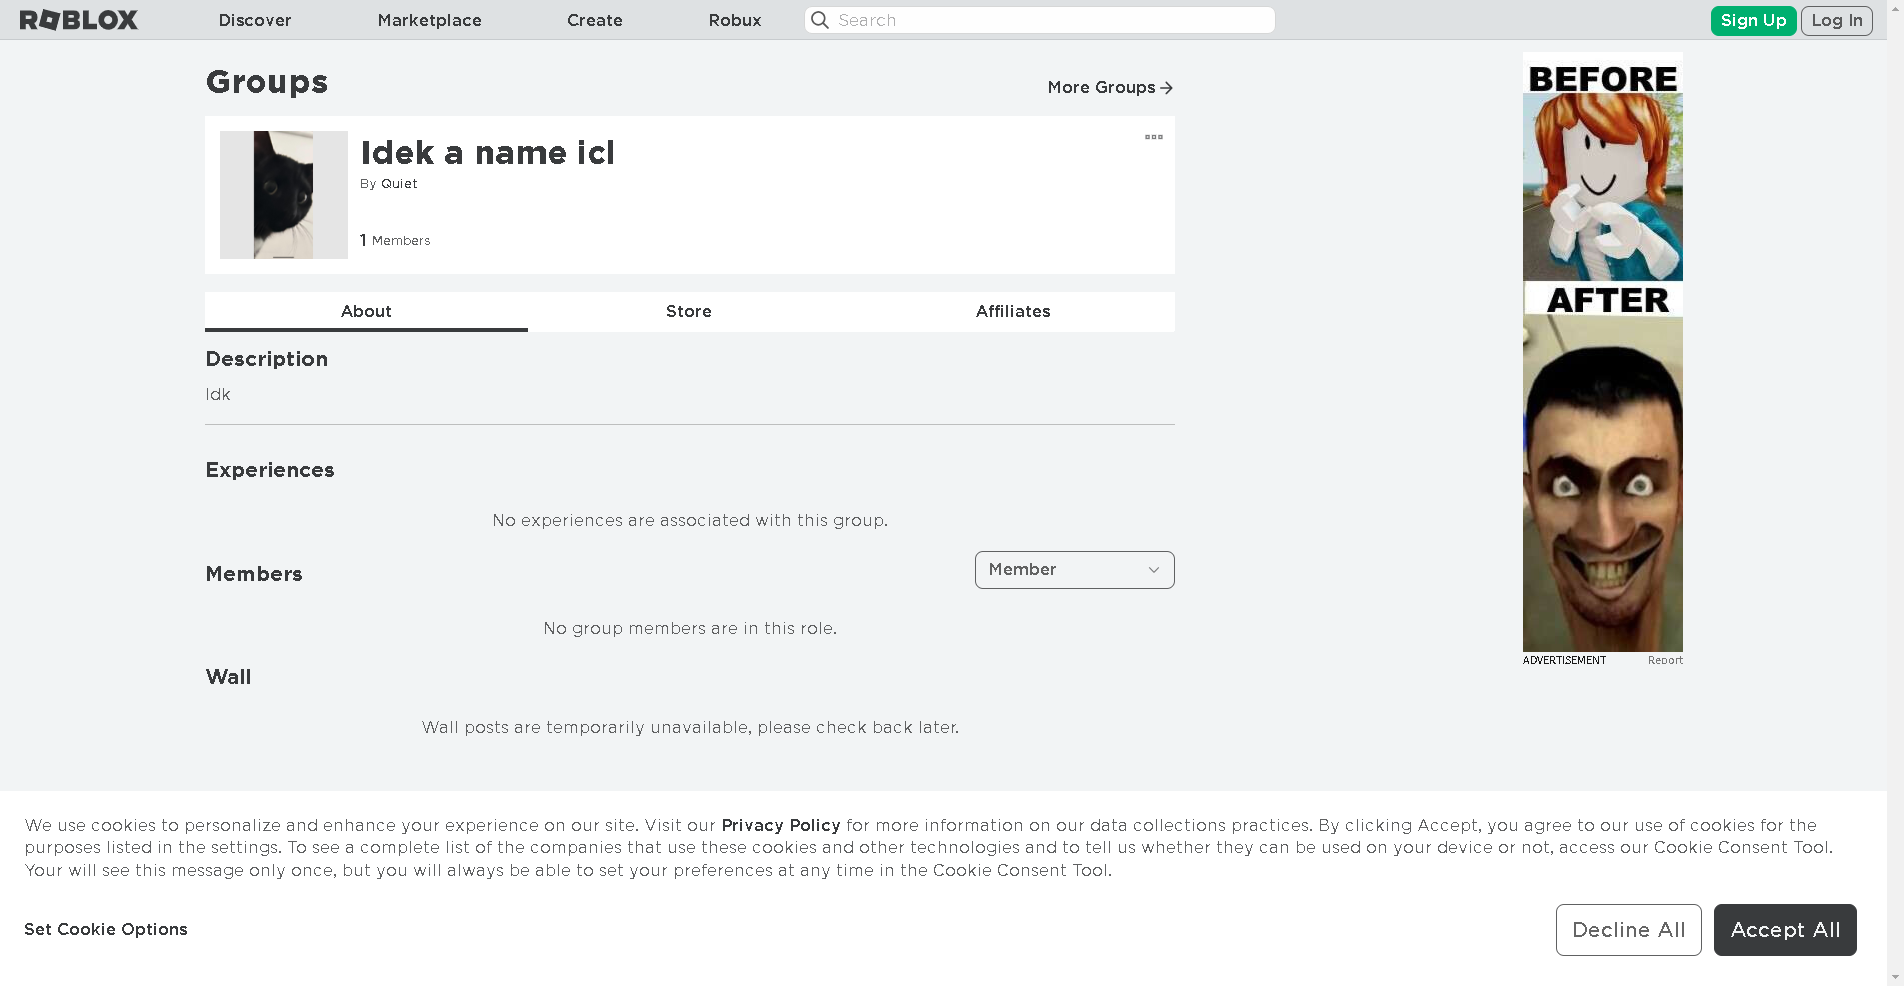 ROBLOX Discover Marketplace Create Robux Search Sign Up Log In
Groups
More Groups
Idek a name icl
By Quiet
1 Members
About Store Affiliates
Description
Idk
Experiences
No experiences are associated with this group.
Members
Member
No group members are in this role.
Wall
Wall posts are temporarily unavailable, please check back later.
BEFORE
AFTER
ADVERTISEMENT Report
We use cookies to personalize and enhance your experience on our site. Visit our Privacy Policy for more information on our data collections practices. By clicking Accept, you agree to our use of cookies for the
purposes listed in the settings. To see a complete list of the companies that use these cookies and other technologies and to tell us whether they can be used on your device or not, access our Cookie Consent Tool.
Your will see this message only once, but you will always be able to set your preferences at any time in the Cookie Consent Tool.
Set Cookie Options
Decline All
Accept All